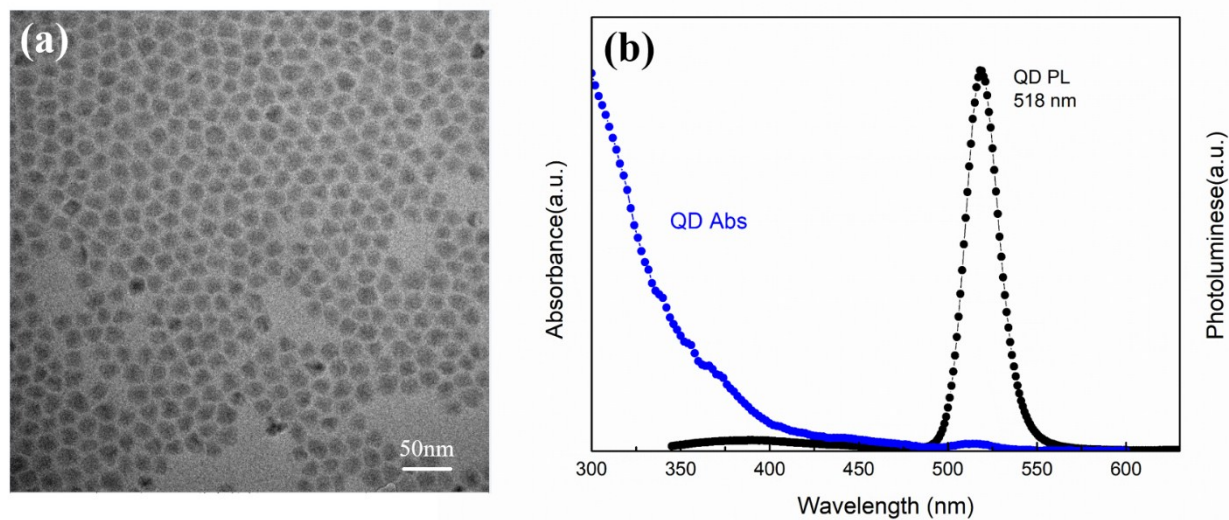 (a)
50nm
(b)
QD PL
518 nm
QD Abs
Absorbance(a.u.)
Photoluminese(a.u.)
300 350 400 450 500 550 600
Wavelength (nm)